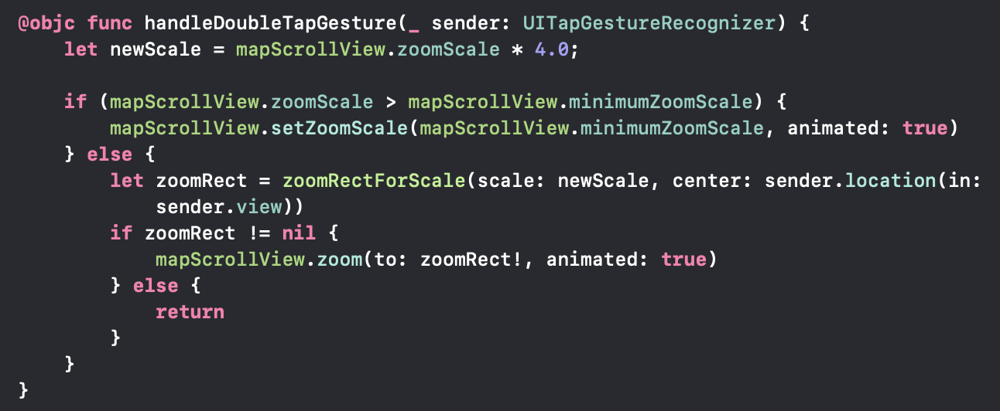 @objc func handleDoubleTapGesture(_ sender: UITapGestureRecognizer) {
    let newScale = mapScrollView.zoomScale * 4.0;

    if (mapScrollView.zoomScale > mapScrollView.minimumZoomScale) {
        mapScrollView.setZoomScale(mapScrollView.minimumZoomScale, animated: true)
    } else {
        let zoomRect = zoomRectForScale(scale: newScale, center: sender.location(in:
            sender.view))
        if zoomRect != nil {
            mapScrollView.zoom(to: zoomRect!, animated: true)
        } else {
            return
        }
    }
}